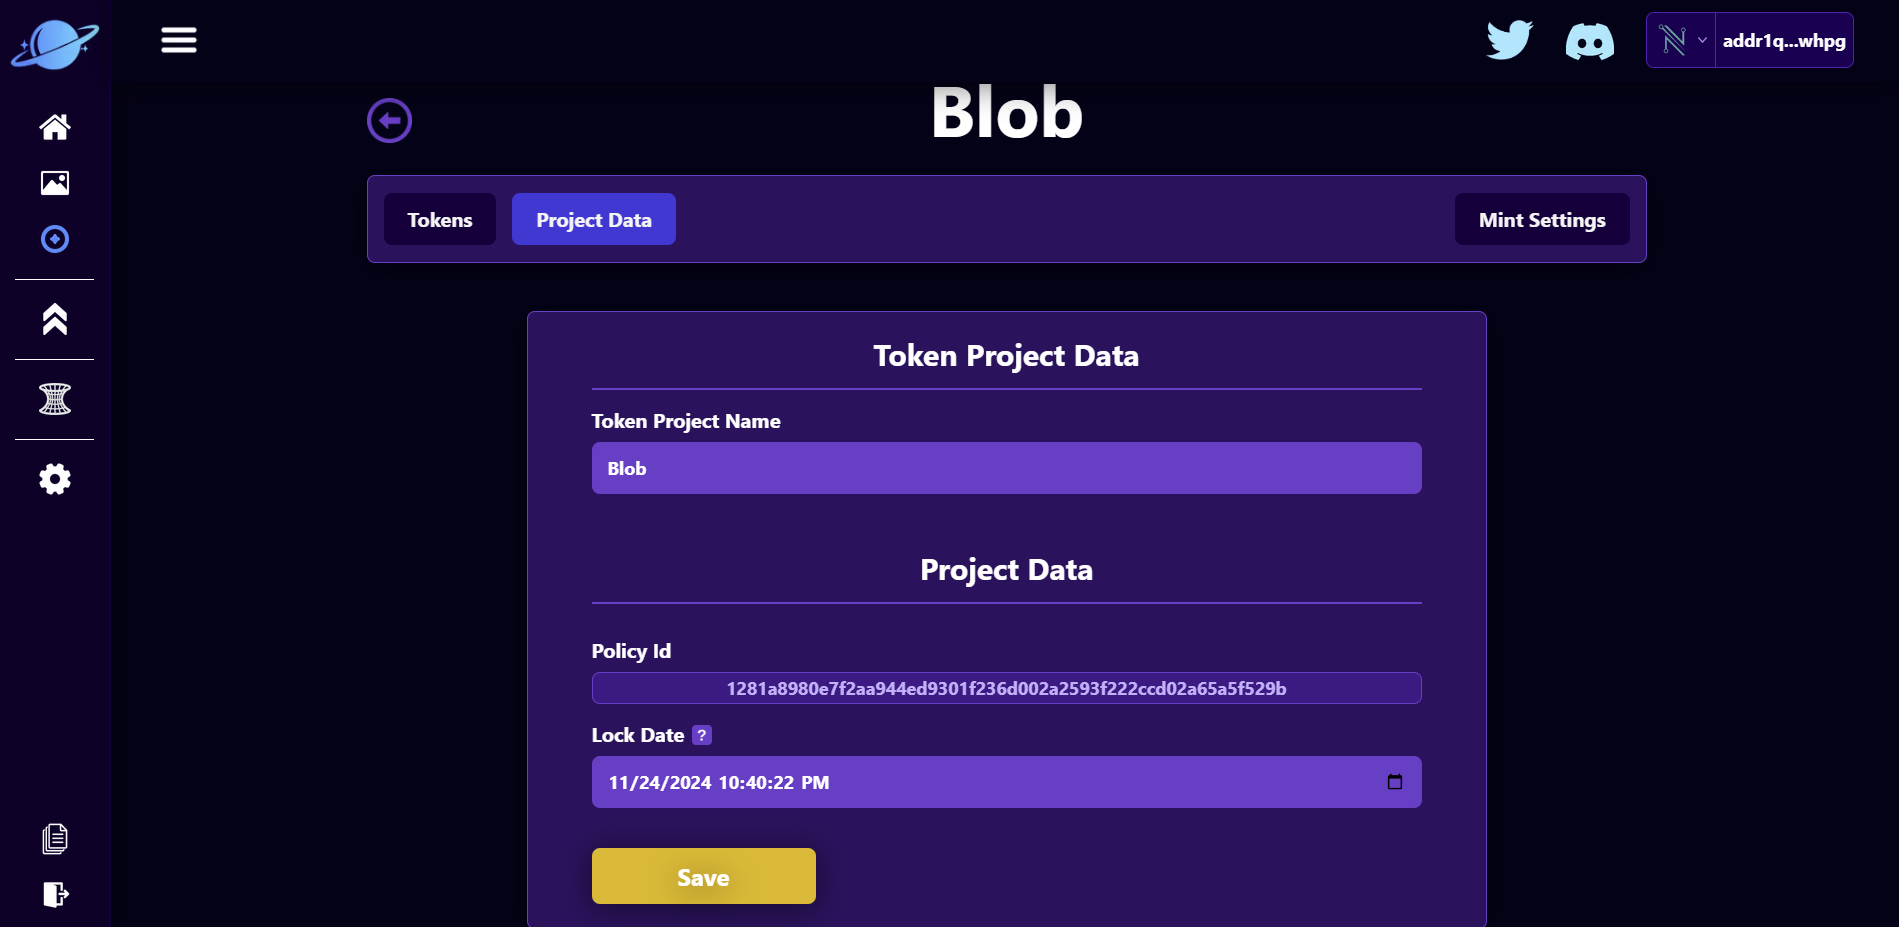 addr1q...whpg
Blob
Tokens
Project Data
Mint Settings
Token Project Data
Token Project Name
Blob
Project Data
Policy Id
1281a8980e7f2aa944ed9301f236d002a2593f222ccd02a65a5f529b
Lock Date ?
11/24/2024 10:40:22 PM
Save